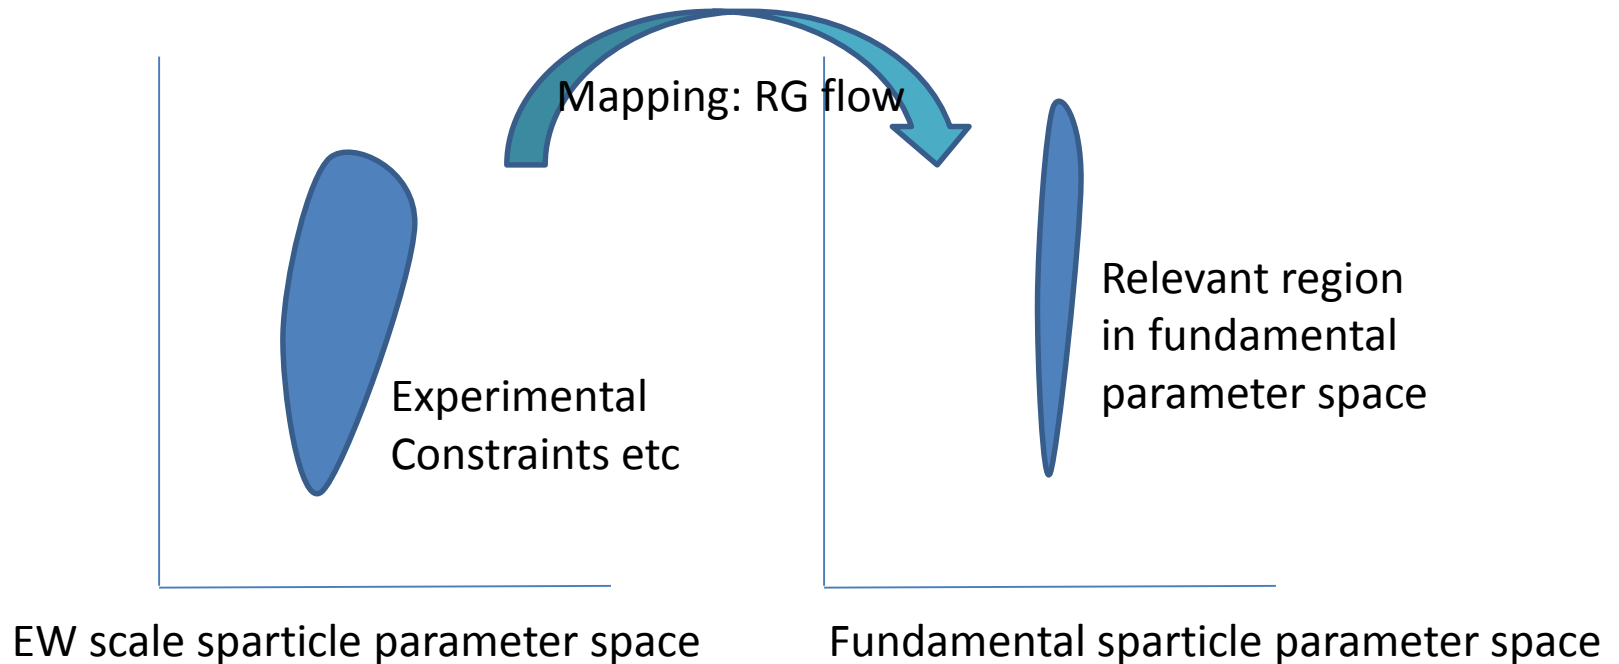 Mapping: RG flow
Experimental
Constraints etc
Relevant region
in fundamental
parameter space
EW scale sparticle parameter space
Fundamental sparticle parameter space